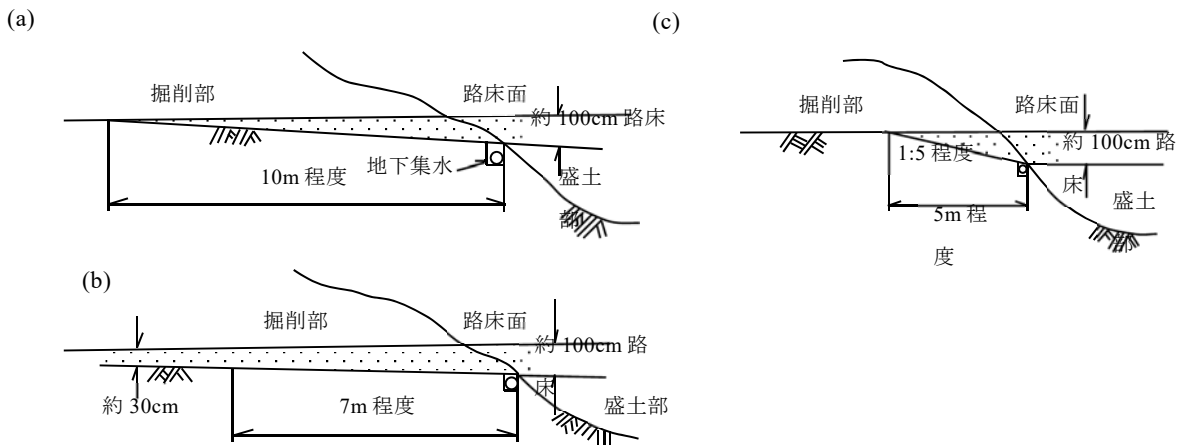 (a)
掘削部
路床面
約 100cm 路床
地下集水
10m 程度
盛土
部
(b)
掘削部
路床面
約 100cm 路
床
約 30cm
7m 程度
盛土部
(c)
掘削部
路床面
約 100cm 路
床
1:5 程度
盛土
部
5m 程
度